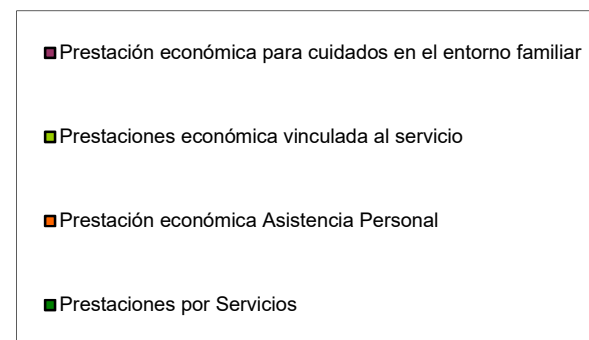 Prestación económica para cuidados en el entorno familiar
Prestaciones económica vinculada al servicio
Prestación económica Asistencia Personal
Prestaciones por Servicios